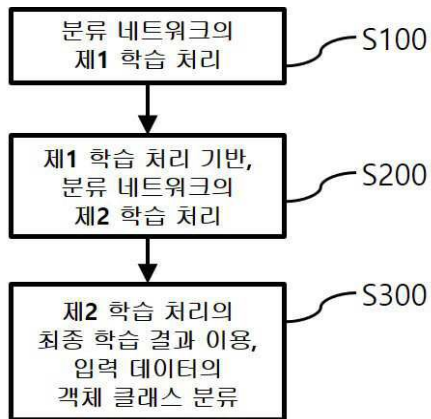 분류 네트워크의
제1 학습 처리
S100
제1 학습 처리 기반,
분류 네트워크의
제2 학습 처리
S200
제2 학습 처리의
최종 학습 결과 이용,
입력 데이터의
객체 클래스 분류
S300